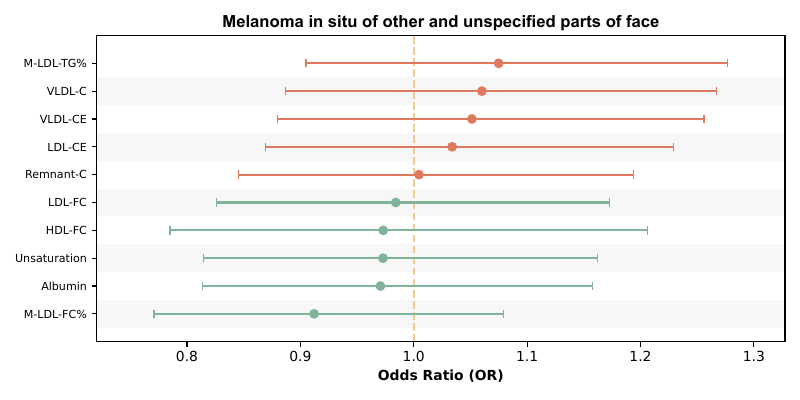 Melanoma in situ of other and unspecified parts of face
M-LDL-TG%
VLDL-C
VLDL-CE
LDL-CE
Remnant-C
LDL-FC
HDL-FC
Unsaturation
Albumin
M-LDL-FC%
0.8 0.9 1.0 1.1 1.2 1.3
Odds Ratio (OR)